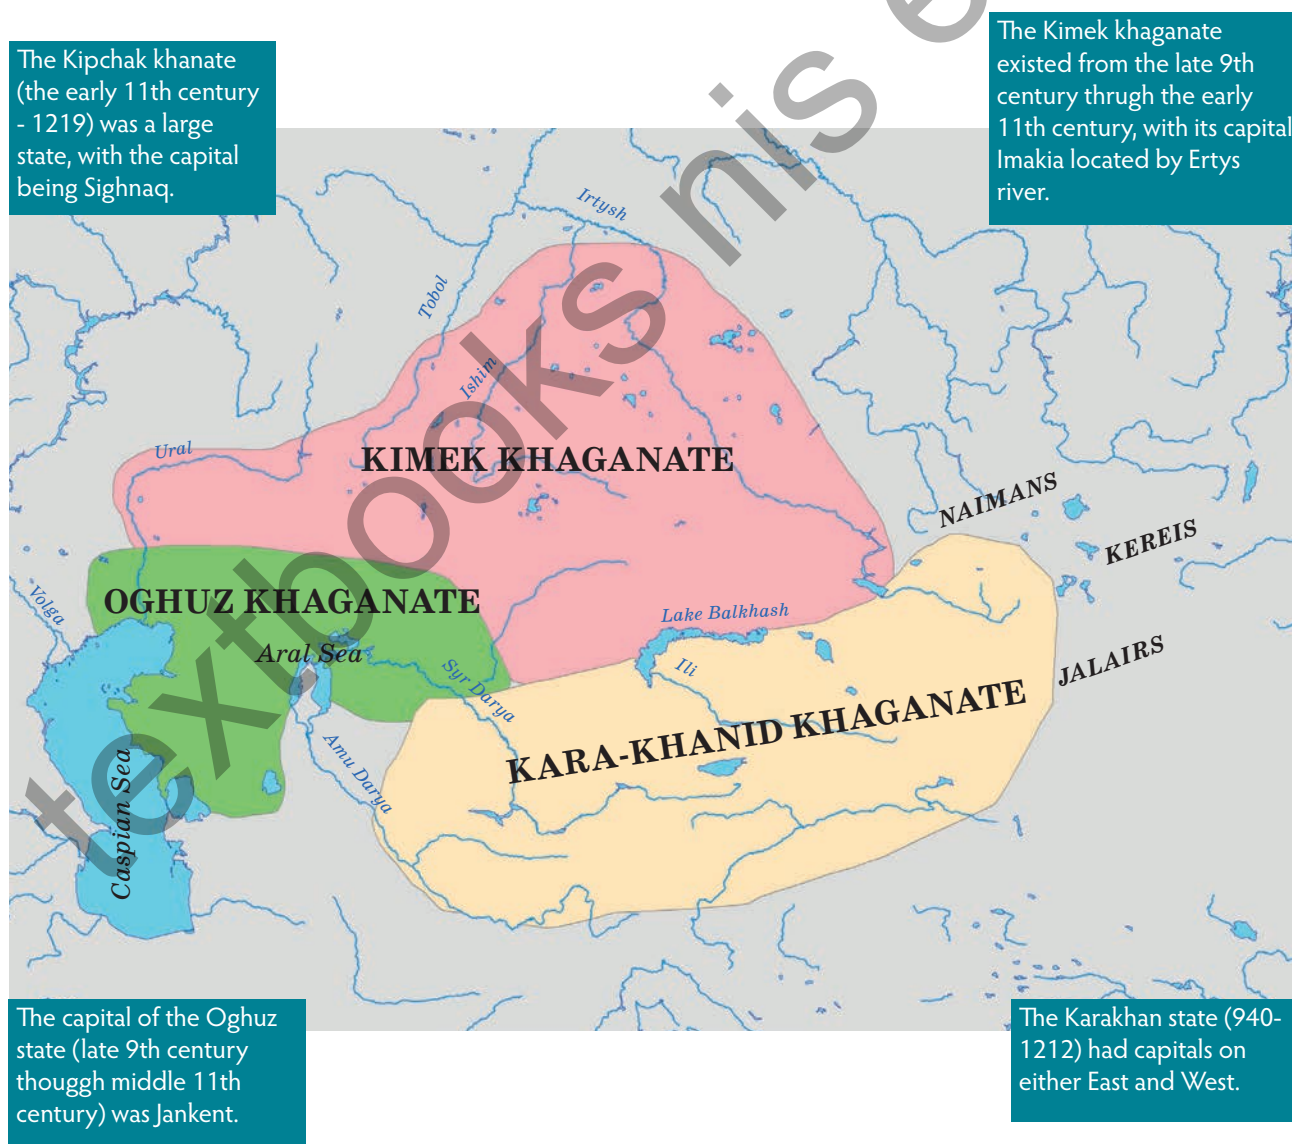 The Kipchak khanate
(the early 11th century
- 1219) was a large
state, with the capital
being Sighnaq.
The Kimek khaganate
existed from the late 9th
century thrugh the early
11th century, with its capital
Imakia located by Ertys
river.
Irtysh
Tobol
Ishim
Ural
KIMEK KHAGANATE
NAIMANS
KEREIS
JALAIRS
Volga
OGHUZ KHAGANATE
Aral Sea
Syr Darya
Lake Balkhash
Ili
KARA-KHANID KHAGANATE
Amu Darya
Caspian Sea
textbooks nis e
The capital of the Oghuz
state (late 9th century
thouggh middle 11th
century) was Jankent.
The Karakhan state (940-
1212) had capitals on
either East and West.